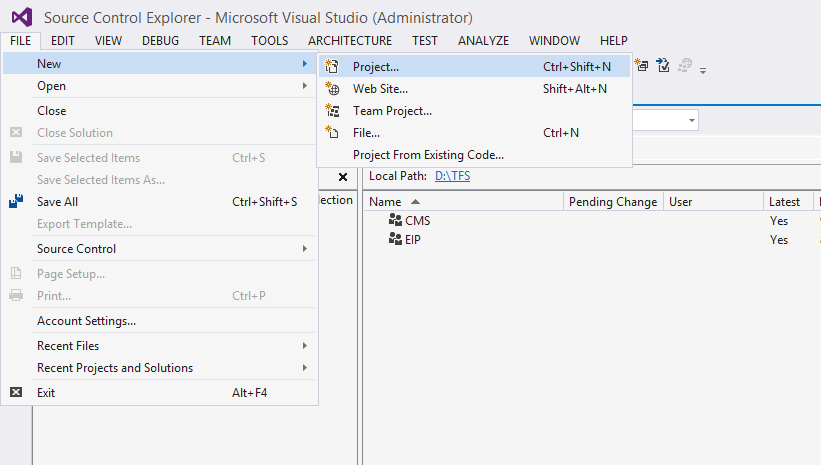 Source Control Explorer - Microsoft Visual Studio (Administrator)
FILE EDIT VIEW DEBUG TEAM TOOLS ARCHITECTURE TEST ANALYZE WINDOW HELP
New
Open
Close
Close Solution
Save Selected Items Ctrl+S
Save Selected Items As...
Save All Ctrl+Shift+S
Export Template...
Source Control
Page Setup...
Print... Ctrl+P
Account Settings...
Recent Files
Recent Projects and Solutions
Exit Alt+F4
Project... Ctrl+Shift+N
Web Site... Shift+Alt+N
Team Project...
File... Ctrl+N
Project From Existing Code...
Local Path: D:\TFS
lection
Name Pending Change User Latest
CMS Yes
EIP Yes